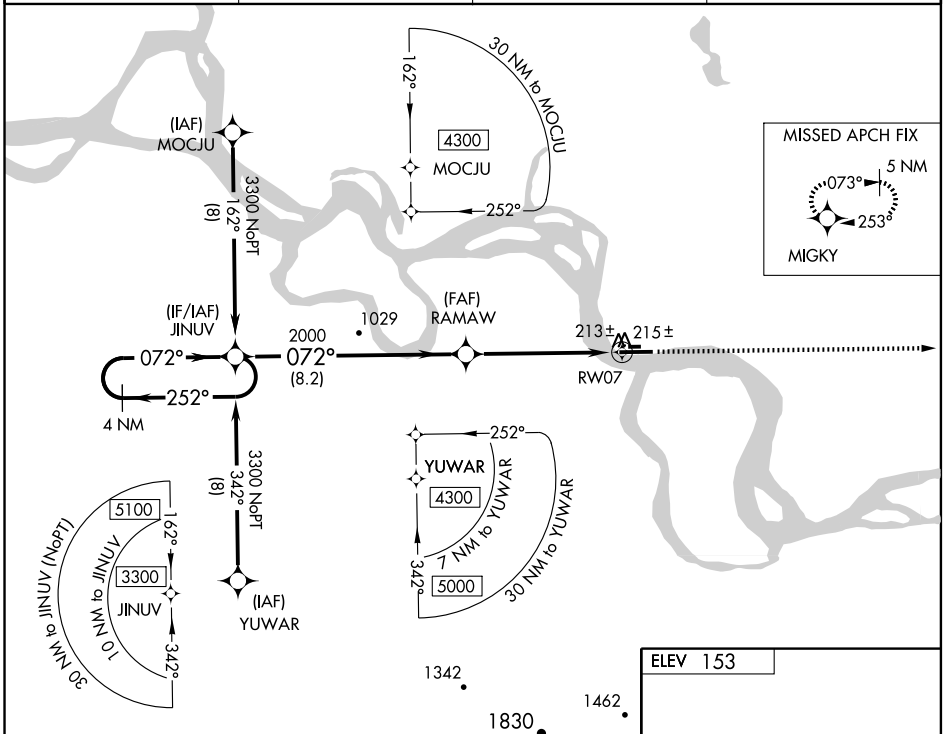 30 NM to MOCJU
162°
4300
MOCJU
252°
(IAF)
MOCJU
3300 NoPT
162°
(8)
MISSED APCH FIX
5 NM
073°
253°
MIGKY
(IF/IAF)
JINUV
1029
(FAF)
RAMAW
213±
215±
2000
072°
072°
(8.2)
RW07
252°
4 NM
3300 NoPT
342°
(8)
(IAF)
YUWAR
252°
YUWAR
4300
7 NM to YUWAR
342°
5000
30 NM to YUWAR
5100
162°
3300
JINUV
342°
10 NM to JINUV
30 NM to JINUV (NoPT)
1342
1462
1830
ELEV 153